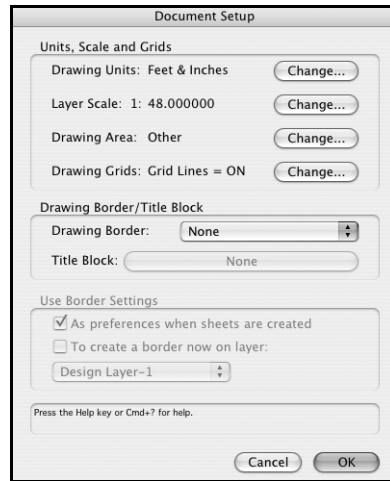 Document Setup
Units, Scale and Grids
Drawing Units: Feet & Inches Change...
Layer Scale: 1: 48.000000 Change...
Drawing Area: Other Change...
Drawing Grids: Grid Lines = ON Change...
Drawing Border/Title Block
Drawing Border: None
Title Block: None
Use Border Settings
As preferences when sheets are created
To create a border now on layer:
Design Layer-1
Press the Help key or Cmd+? for help.
Cancel OK